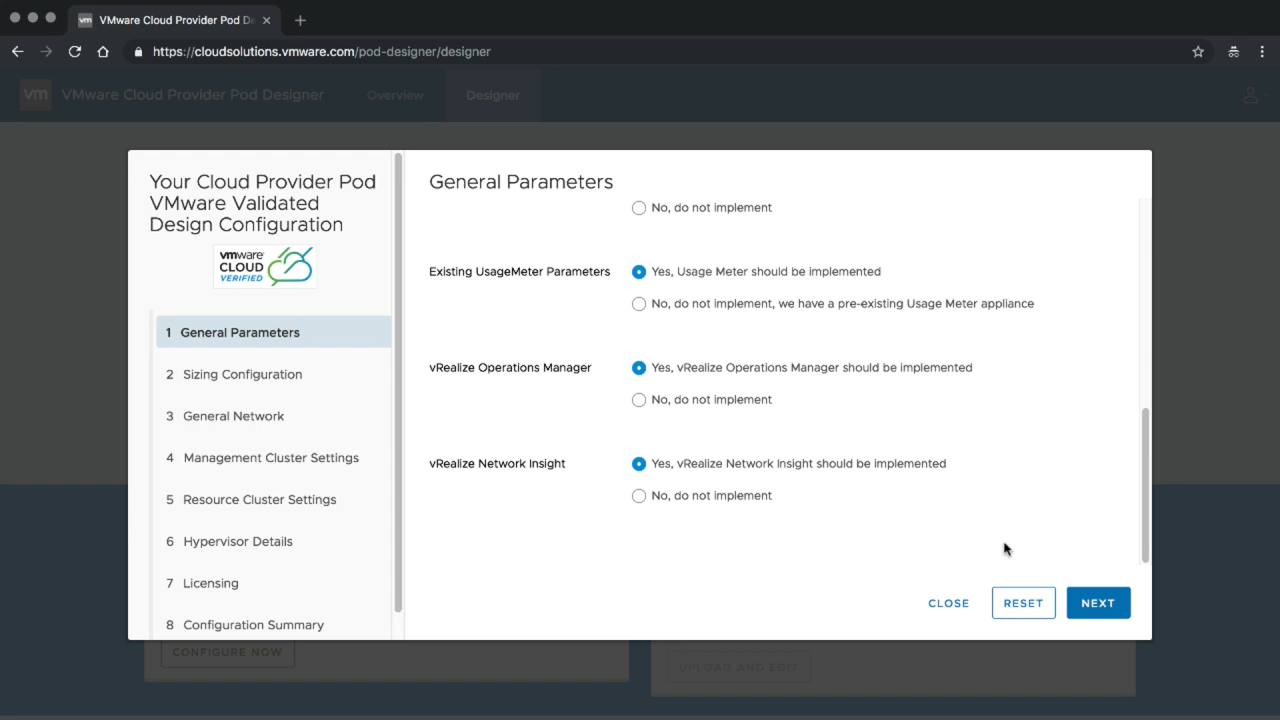 vm VMware Cloud Provider Pod De
https://cloudsolutions.vmware.com/pod-designer/designer
vm VMware Cloud Provider Pod Designer Overview Designer
Your Cloud Provider Pod
VMware Validated
Design Configuration
vmware
CLOUD
VERIFIED
1 General Parameters
2 Sizing Configuration
3 General Network
4 Management Cluster Settings
5 Resource Cluster Settings
6 Hypervisor Details
7 Licensing
8 Configuration Summary
General Parameters
No, do not implement
Existing UsageMeter Parameters
Yes, Usage Meter should be implemented
No, do not implement, we have a pre-existing Usage Meter appliance
vRealize Operations Manager
Yes, vRealize Operations Manager should be implemented
No, do not implement
vRealize Network Insight
Yes, vRealize Network Insight should be implemented
No, do not implement
CLOSE RESET NEXT
CONFIGURE NOW
UPLOAD AND EDIT